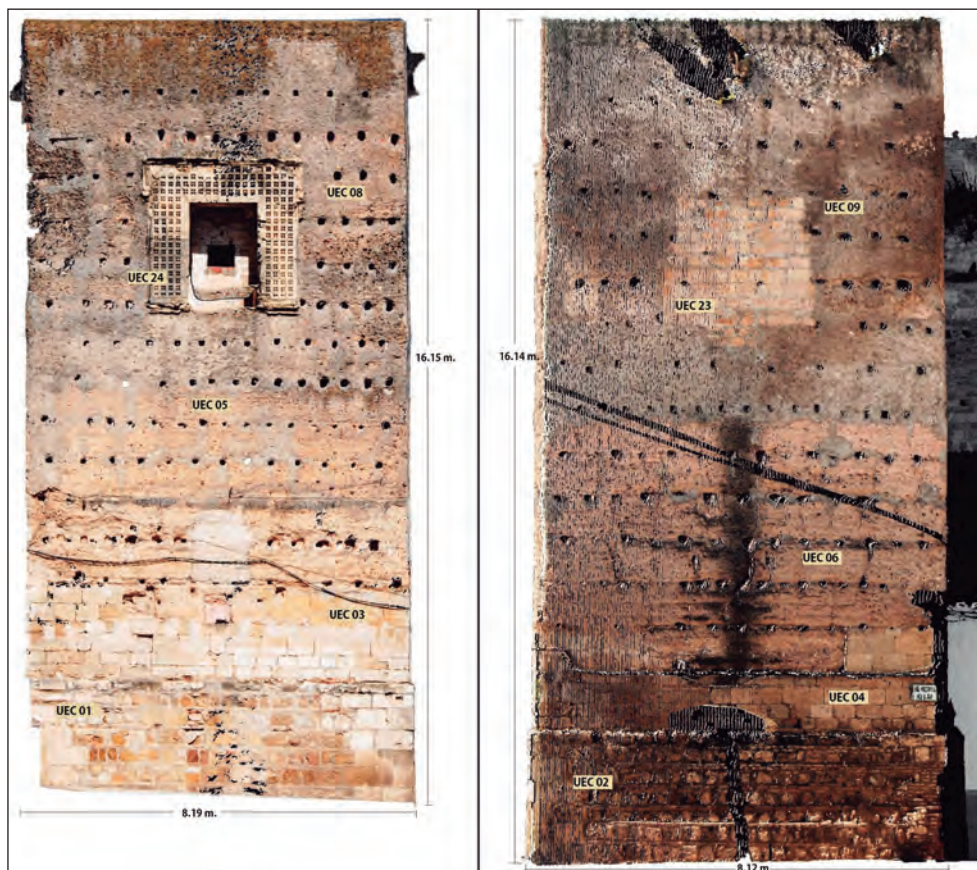 UEC 08
UEC 24
16.15 m.
UEC 05
UEC 03
UEC 01
8.19 m.
UEC 09
UEC 23
16.14 m.
UEC 06
UEC 04
UEC 02
8.12 m.